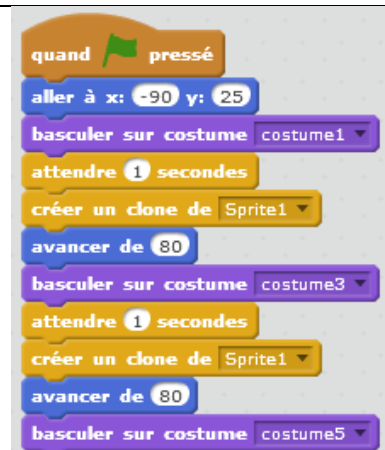 quand pressé
aller à x: -90 y: 25
basculer sur costume costume1
attendre 1 secondes
créer un clone de Sprite1
avancer de 80
basculer sur costume costume3
attendre 1 secondes
créer un clone de Sprite1
avancer de 80
basculer sur costume costume5